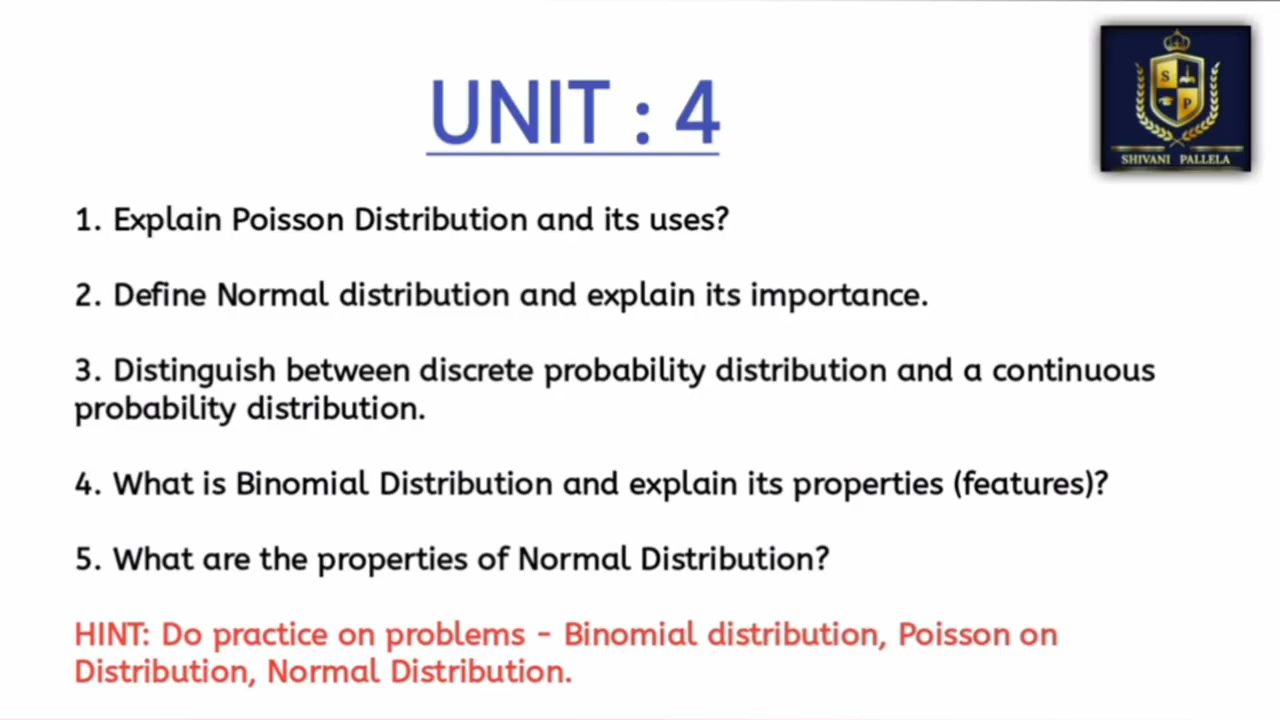 UNIT : 4
S
P
SHIVANI PALLELA
1. Explain Poisson Distribution and its uses?
2. Define Normal distribution and explain its importance.
3. Distinguish between discrete probability distribution and a continuous
probability distribution.
4. What is Binomial Distribution and explain its properties (features)?
5. What are the properties of Normal Distribution?
HINT: Do practice on problems - Binomial distribution, Poisson on
Distribution, Normal Distribution.